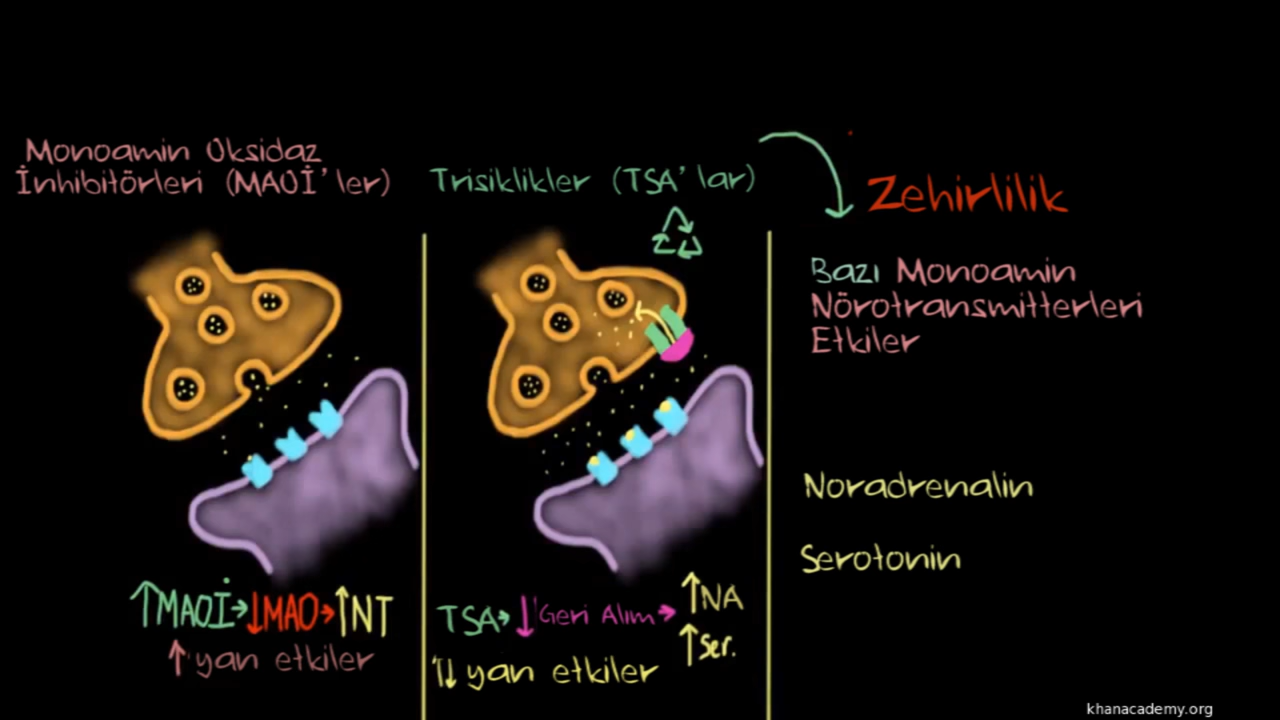 Monoamin Oksidaz
İnhibitörleri (MAOİ'ler)
Trisiklikler (TSA'lar)
Zehirlilik
Bazı Monoamin
Nörotransmitterleri
Etkiler
Noradrenalin
Serotonin
↑MAOİ→↓MAO→↑NT
↑yan etkiler
TSA→↓Geri Alım→↑NA
↑Ser.
↑↓yan etkiler
khanacademy.org